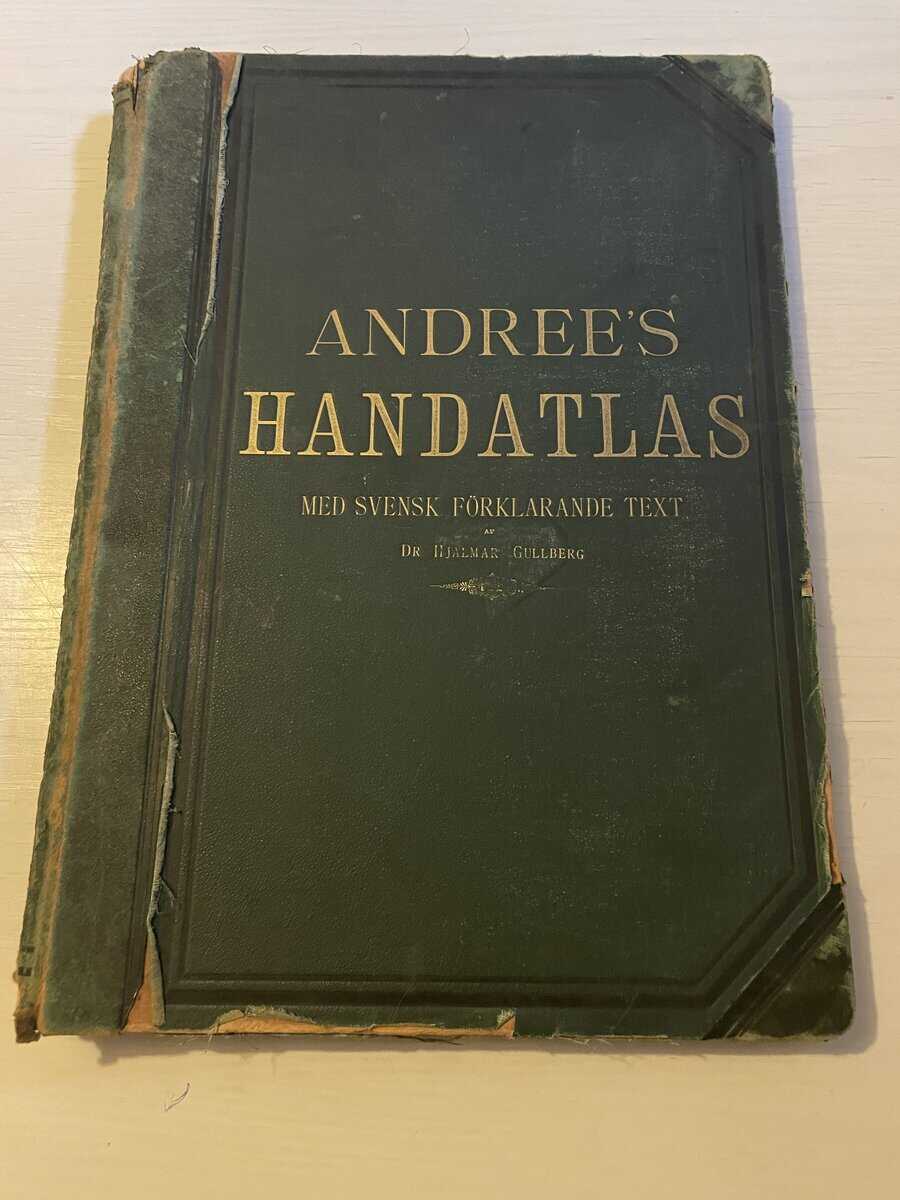 ANDREE'S
HANDATLAS
MED SVENSK FÖRKLARANDE TEXT
AF
DR HJALMAR GULLBERG